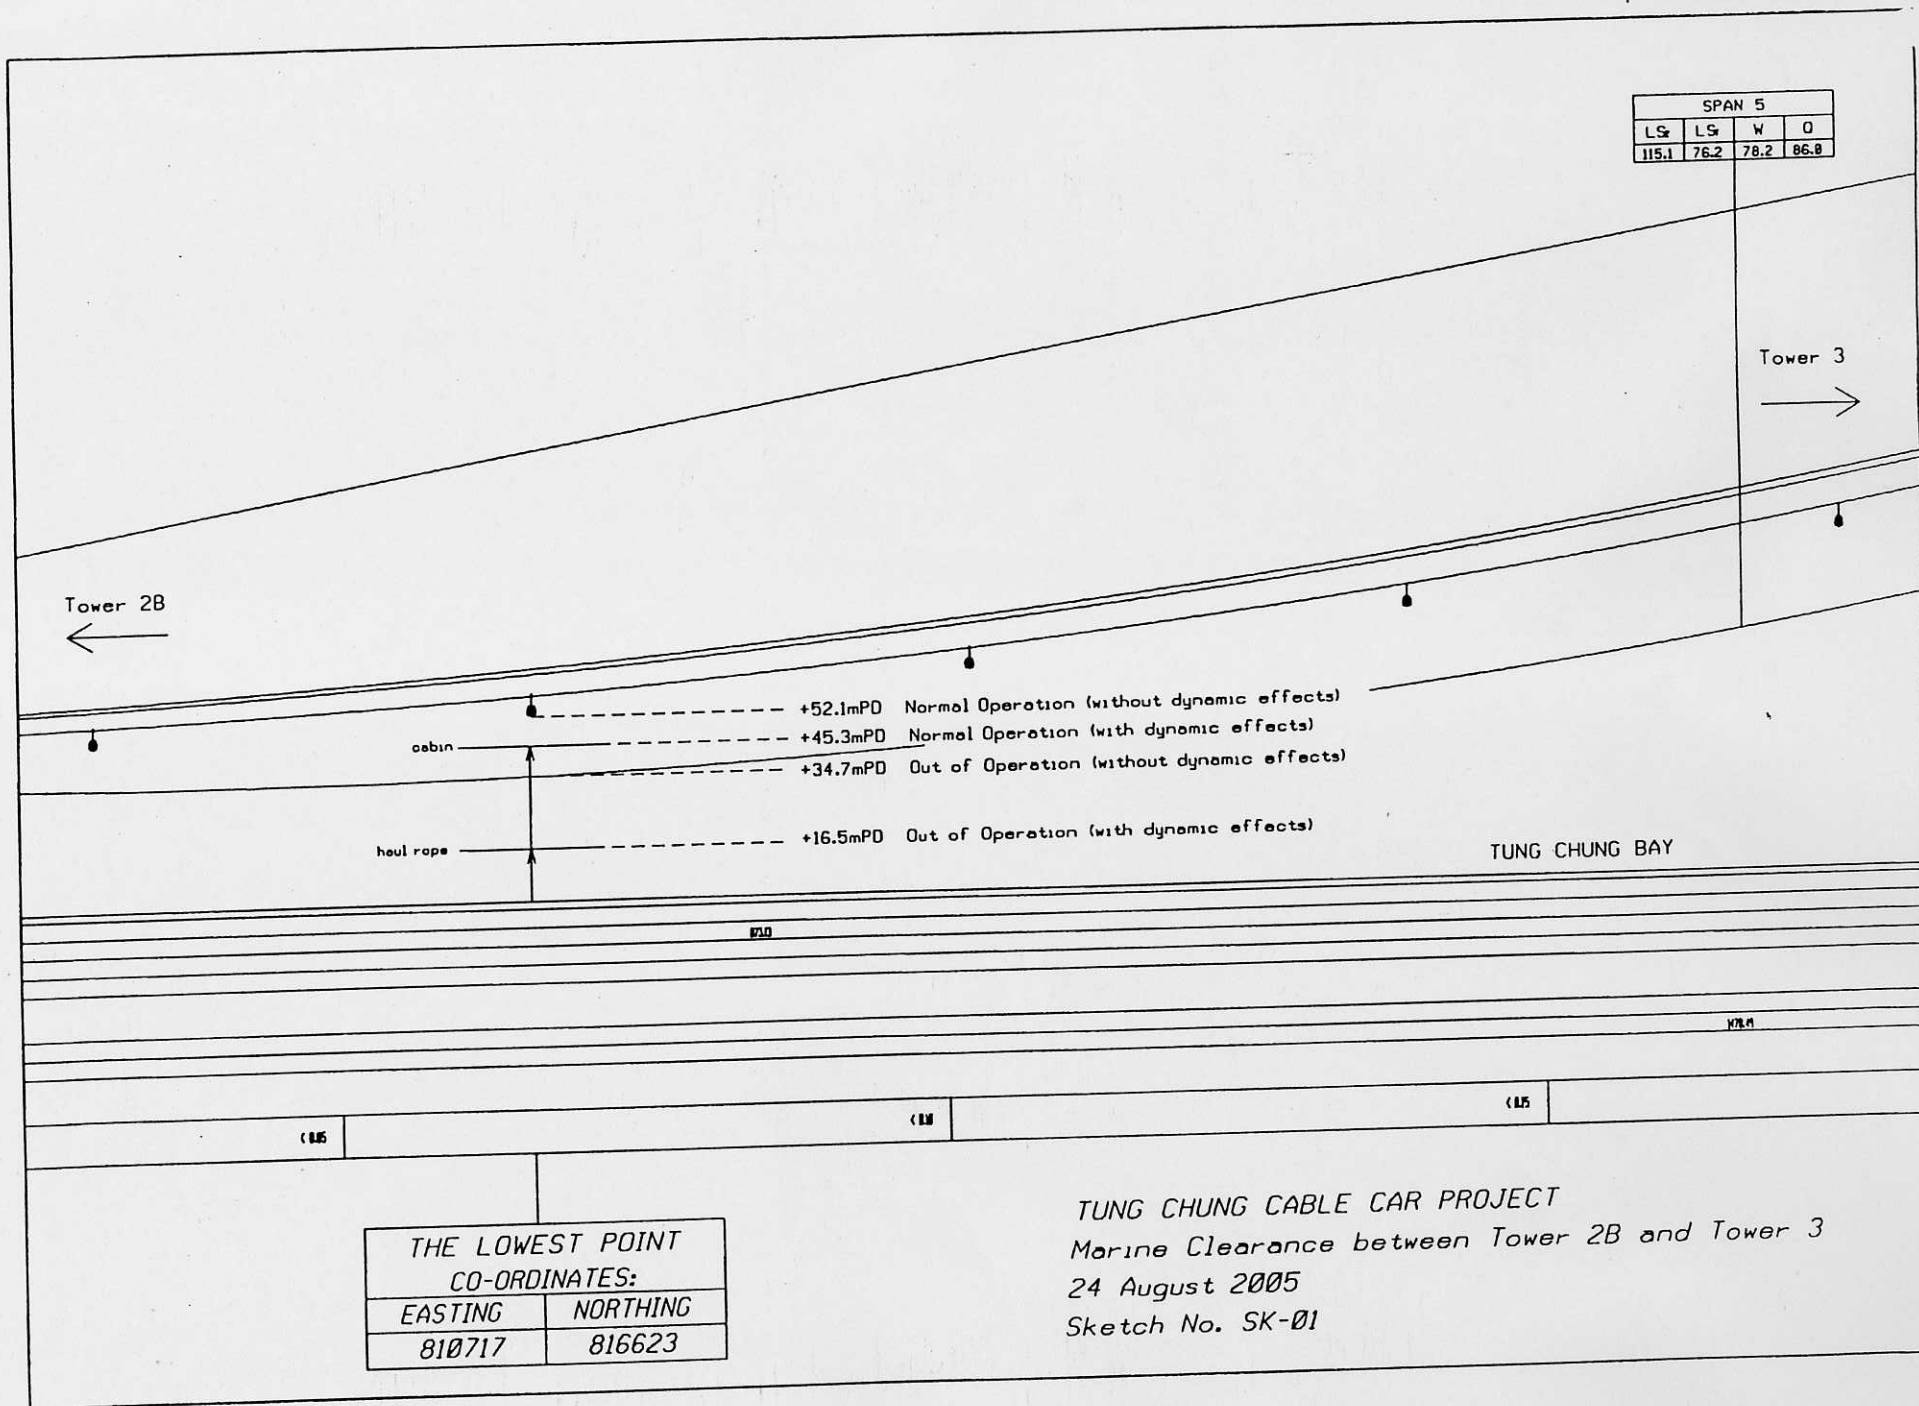 SPAN 5
LS LS W O
115.1 76.2 78.2 86.0
Tower 3
Tower 2B
+52.1mPD Normal Operation (without dynamic effects)
cabin +45.3mPD Normal Operation (with dynamic effects)
+34.7mPD Out of Operation (without dynamic effects)
haul rope +16.5mPD Out of Operation (with dynamic effects)
TUNG CHUNG BAY
THE LOWEST POINT
CO-ORDINATES:
EASTING NORTHING
810717 816623
TUNG CHUNG CABLE CAR PROJECT
Marine Clearance between Tower 2B and Tower 3
24 August 2005
Sketch No. SK-01